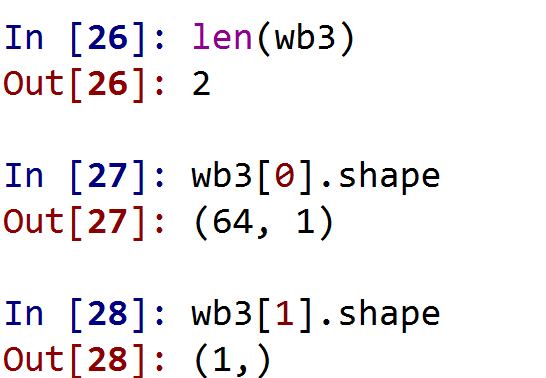 In [26]: len(wb3)
Out[26]: 2
In [27]: wb3[0].shape
Out[27]: (64, 1)
In [28]: wb3[1].shape
Out[28]: (1,)